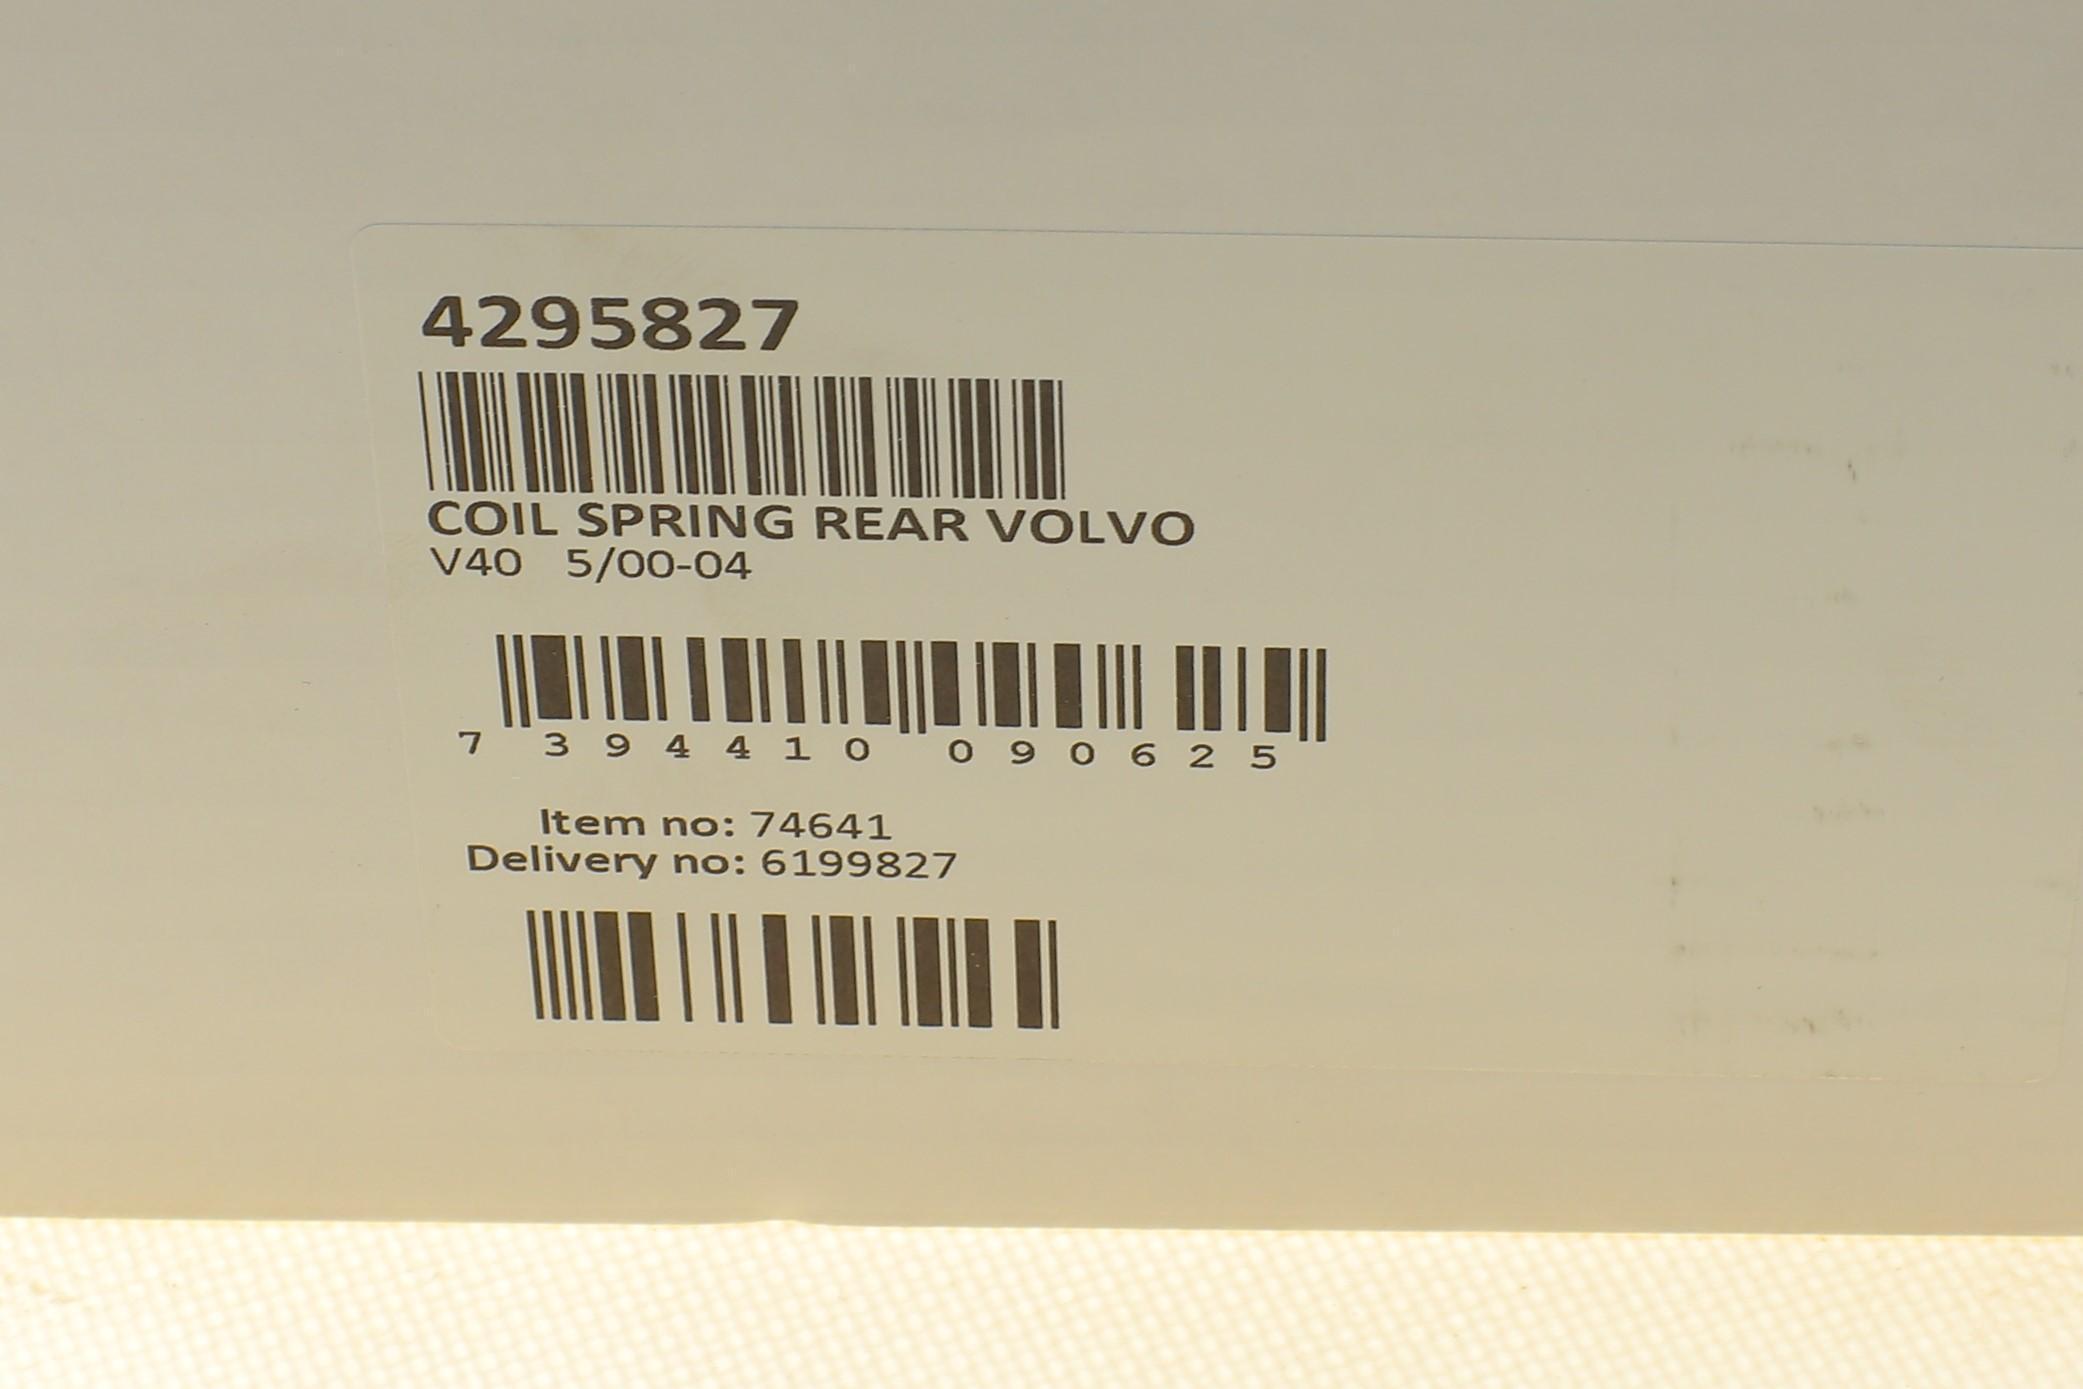 4295827
COIL SPRING REAR VOLVO
V40 5/00-04
7 394410 090625
Item no: 74641
Delivery no: 6199827